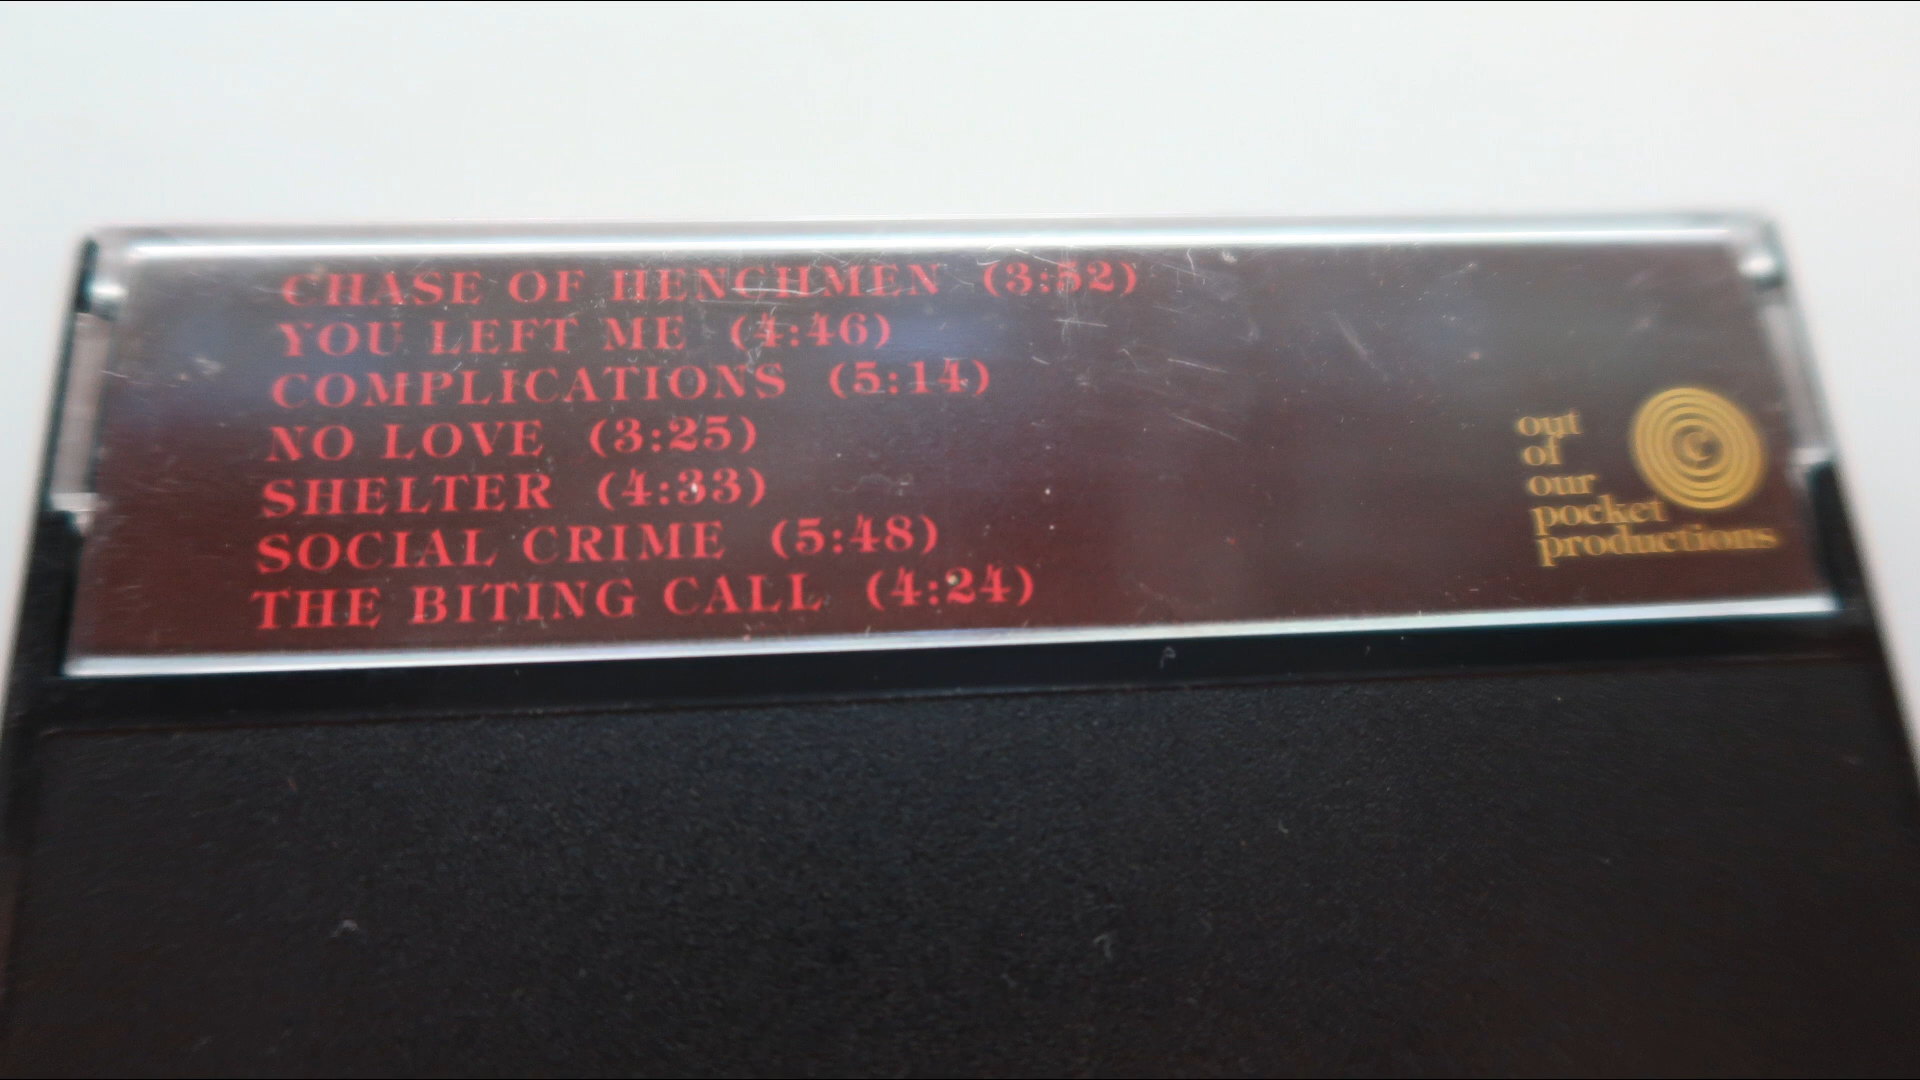 CHASE OF HENCHMEN (3:52)
YOU LEFT ME (4:46)
COMPLICATIONS (5:14)
NO LOVE (3:25)
SHELTER (4:33)
SOCIAL CRIME (5:48)
THE BITING CALL (4:24)
out
of
our
pocket
productions